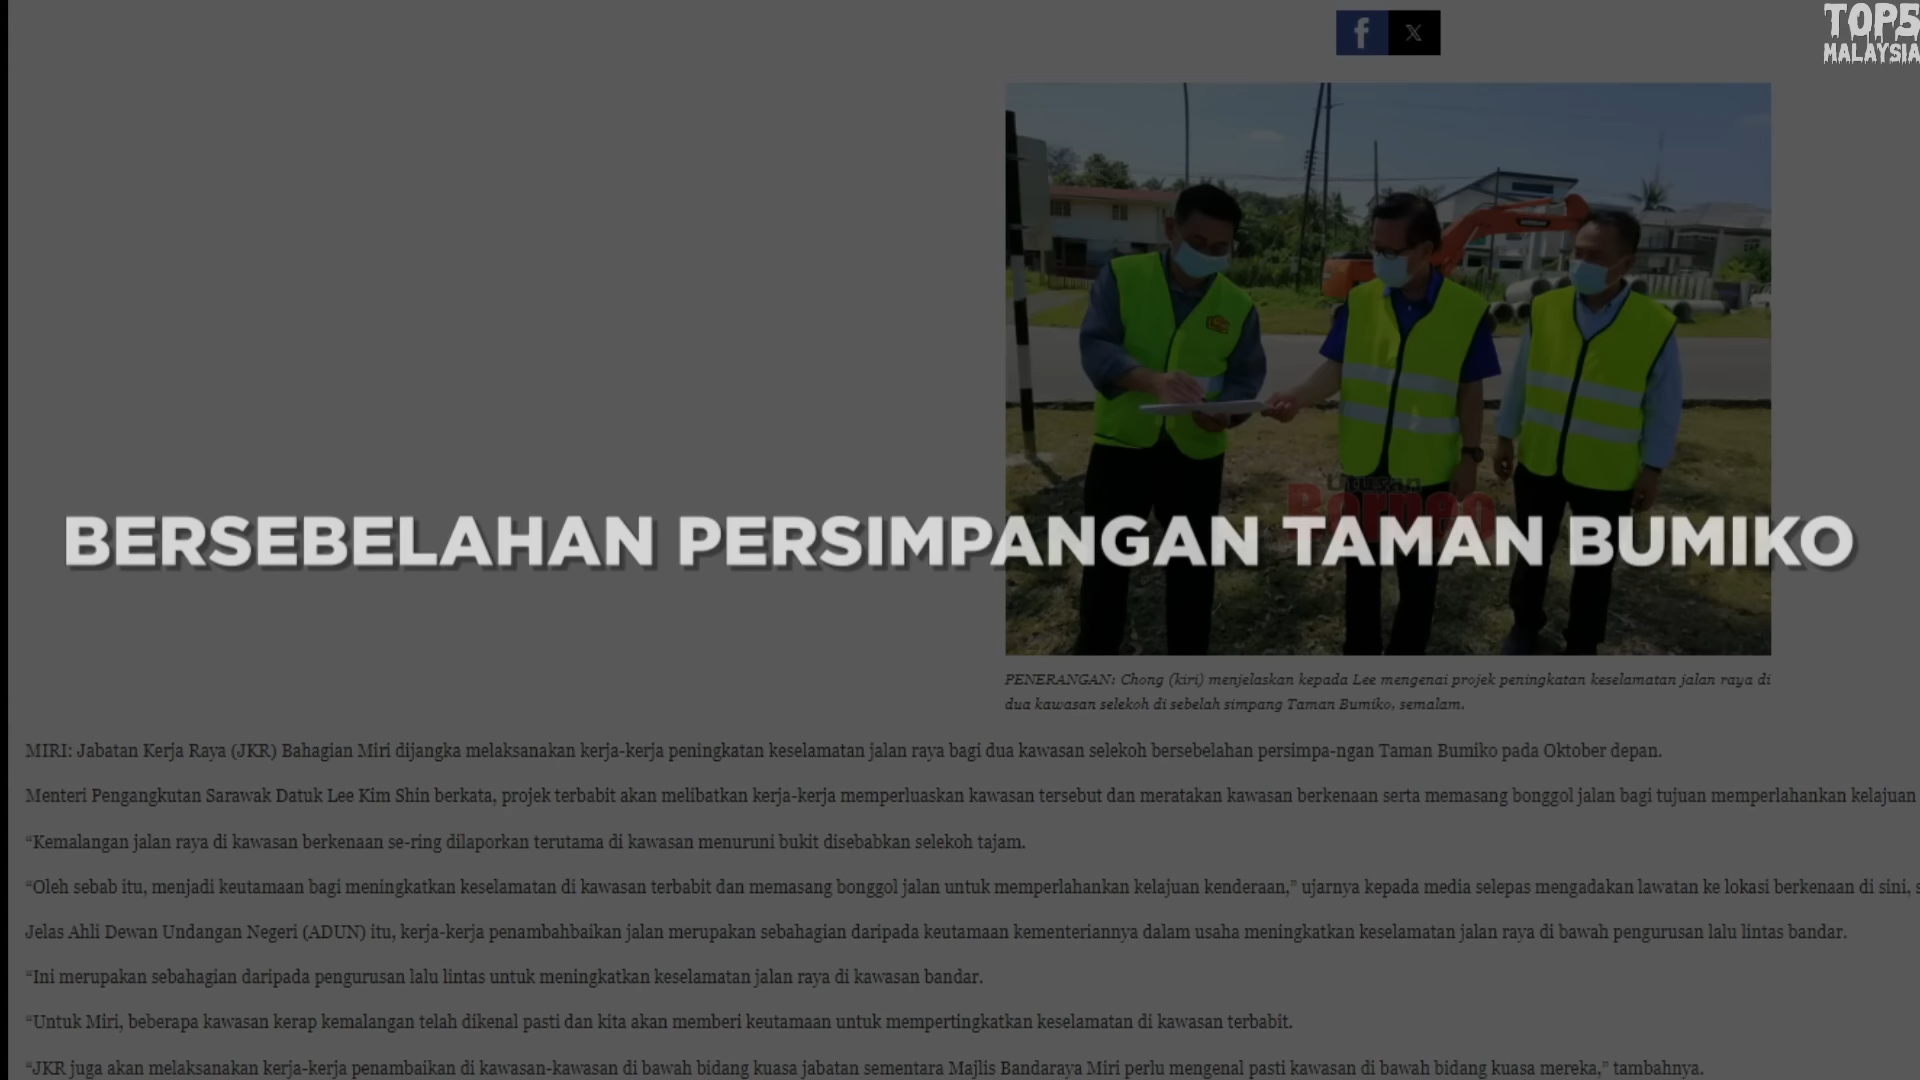 TOP5
MALAYSIA
Utusan
Borneo
BERSEBELAHAN PERSIMPANGAN TAMAN BUMIKO
PENERANGAN: Chong (kiri) menjelaskan kepada Lee mengenai projek peningkatan keselamatan jalan raya di
dua kawasan selekoh di sebelah simpang Taman Bumiko, semalam.
MIRI: Jabatan Kerja Raya (JKR) Bahagian Miri dijangka melaksanakan kerja-kerja peningkatan keselamatan jalan raya bagi dua kawasan selekoh bersebelahan persimpa-ngan Taman Bumiko pada Oktober depan.
Menteri Pengangkutan Sarawak Datuk Lee Kim Shin berkata, projek terbabit akan melibatkan kerja-kerja memperluaskan kawasan tersebut dan meratakan kawasan berkenaan serta memasang bonggol jalan bagi tujuan memperlahankan kelajuan
“Kemalangan jalan raya di kawasan berkenaan se-ring dilaporkan terutama di kawasan menuruni bukit disebabkan selekoh tajam.
“Oleh sebab itu, menjadi keutamaan bagi meningkatkan keselamatan di kawasan terbabit dan memasang bonggol jalan untuk memperlahankan kelajuan kenderaan,” ujarnya kepada media selepas mengadakan lawatan ke lokasi berkenaan di sini, s
Jelas Ahli Dewan Undangan Negeri (ADUN) itu, kerja-kerja penambahbaikan jalan merupakan sebahagian daripada keutamaan kementeriannya dalam usaha meningkatkan keselamatan jalan raya di bawah pengurusan lalu lintas bandar.
“Ini merupakan sebahagian daripada pengurusan lalu lintas untuk meningkatkan keselamatan jalan raya di kawasan bandar.
“Untuk Miri, beberapa kawasan kerap kemalangan telah dikenal pasti dan kita akan memberi keutamaan untuk mempertingkatkan keselamatan di kawasan terbabit.
“JKR juga akan melaksanakan kerja-kerja penambaikan di kawasan-kawasan di bawah bidang kuasa jabatan sementara Majlis Bandaraya Miri perlu mengenal pasti kawasan di bawah bidang kuasa mereka,” tambahnya.